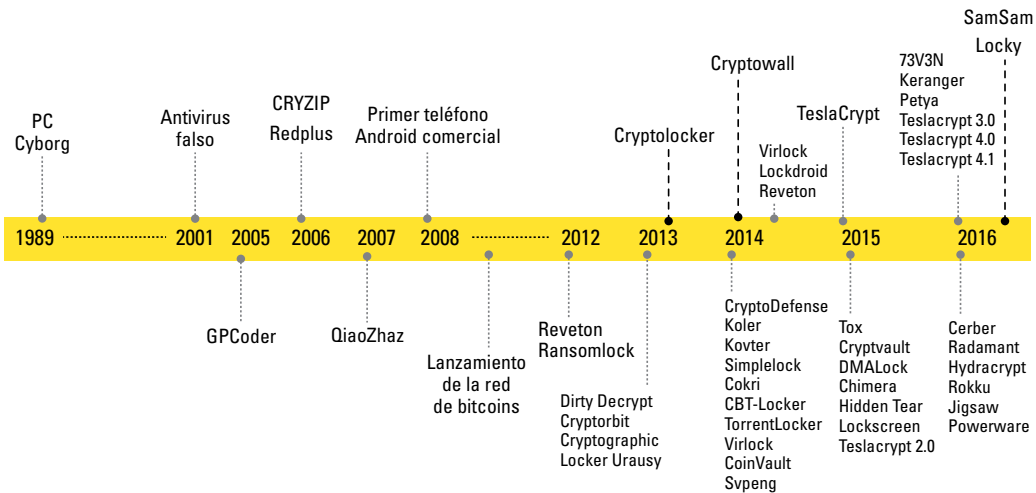 SamSam
Locky
Cryptowall
73V3N
Keranger
Petya
Teslacrypt 3.0
Teslacrypt 4.0
Teslacrypt 4.1
PC
Cyborg
Antivirus
falso
CRYZIP
Redplus
Primer teléfono
Android comercial
Cryptolocker
Virlock
Lockdroid
Reveton
TeslaCrypt
1989 2001 2005 2006 2007 2008 2012 2013 2014 2015 2016
GPCoder
QiaoZhaz
Lanzamiento
de la red
de bitcoins
Reveton
Ransomlock
Dirty Decrypt
Cryptorbit
Cryptographic
Locker Urausy
CryptoDefense
Koler
Kovter
Simplelock
Cokri
CBT-Locker
TorrentLocker
Virlock
CoinVault
Svpeng
Tox
Cryptvault
DMALock
Chimera
Hidden Tear
Lockscreen
Teslacrypt 2.0
Cerber
Radamant
Hydracrypt
Rokku
Jigsaw
Powerware